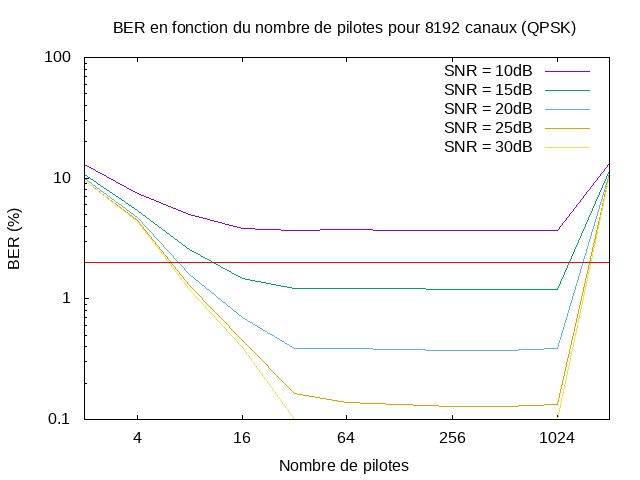 BER en fonction du nombre de pilotes pour 8192 canaux (QPSK)
100
SNR = 10dB
SNR = 15dB
SNR = 20dB
SNR = 25dB
SNR = 30dB
10
BER (%)
1
0.1
4 16 64 256 1024
Nombre de pilotes